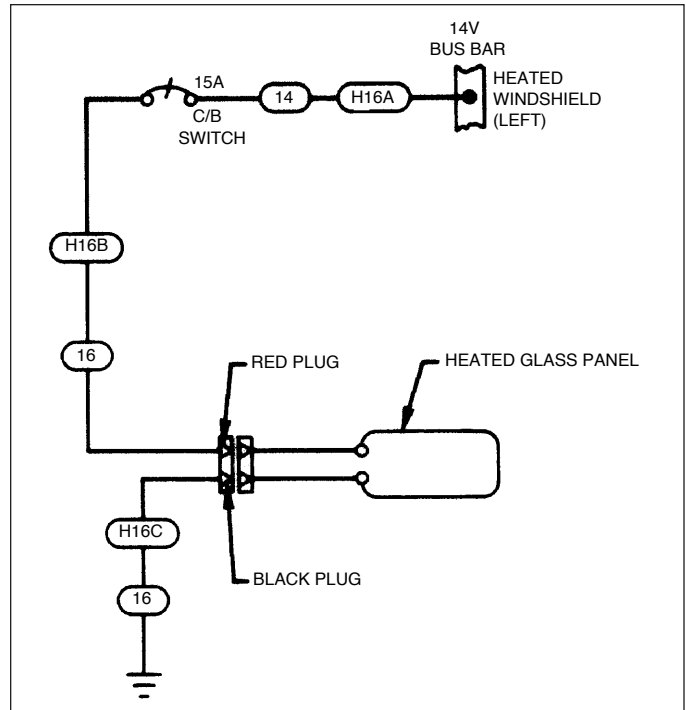 14V
BUS BAR
HEATED
WINDSHIELD
(LEFT)
15A
C/B
SWITCH
14
H16A
H16B
16
RED PLUG
HEATED GLASS PANEL
H16C
BLACK PLUG
16